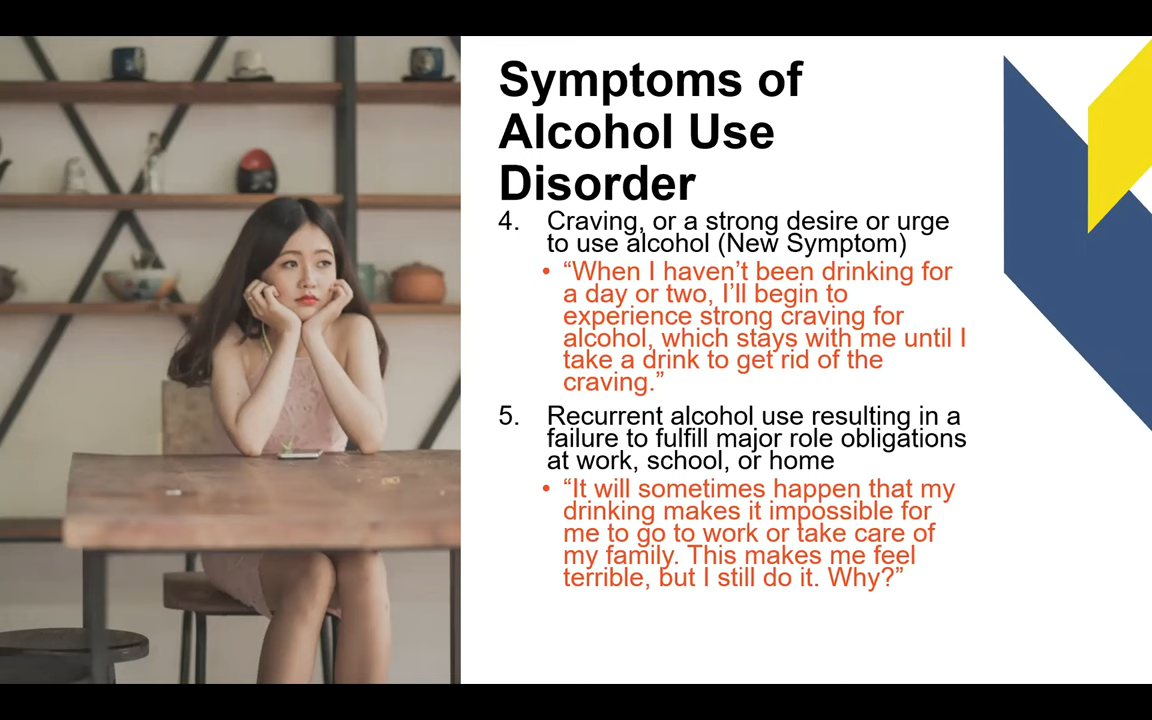 Symptoms of
Alcohol Use
Disorder
4. Craving, or a strong desire or urge
to use alcohol (New Symptom)
• “When I haven’t been drinking for
a day or two, I’ll begin to
experience strong craving for
alcohol, which stays with me until I
take a drink to get rid of the
craving.”
5. Recurrent alcohol use resulting in a
failure to fulfill major role obligations
at work, school, or home
• “It will sometimes happen that my
drinking makes it impossible for
me to go to work or take care of
my family. This makes me feel
terrible, but I still do it. Why?”